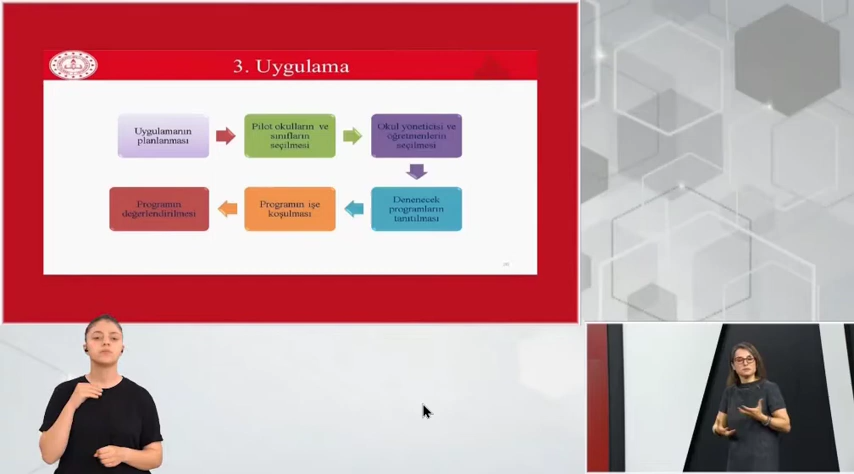 3. Uygulama
Uygulamanın
planlanması
Pilot okulların ve
sınıfların
seçilmesi
Okul yöneticisi ve
öğretmenlerin
seçilmesi
Denenecek
programların
tanıtılması
Programın işe
koşulması
Programın
değerlendirilmesi